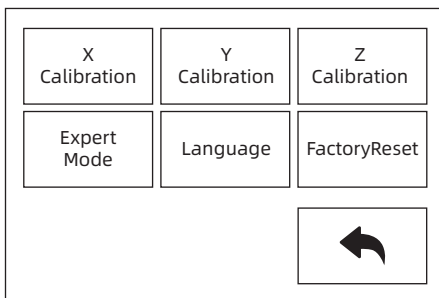 X
Calibration
Y
Calibration
Z
Calibration
Expert
Mode
Language
FactoryReset